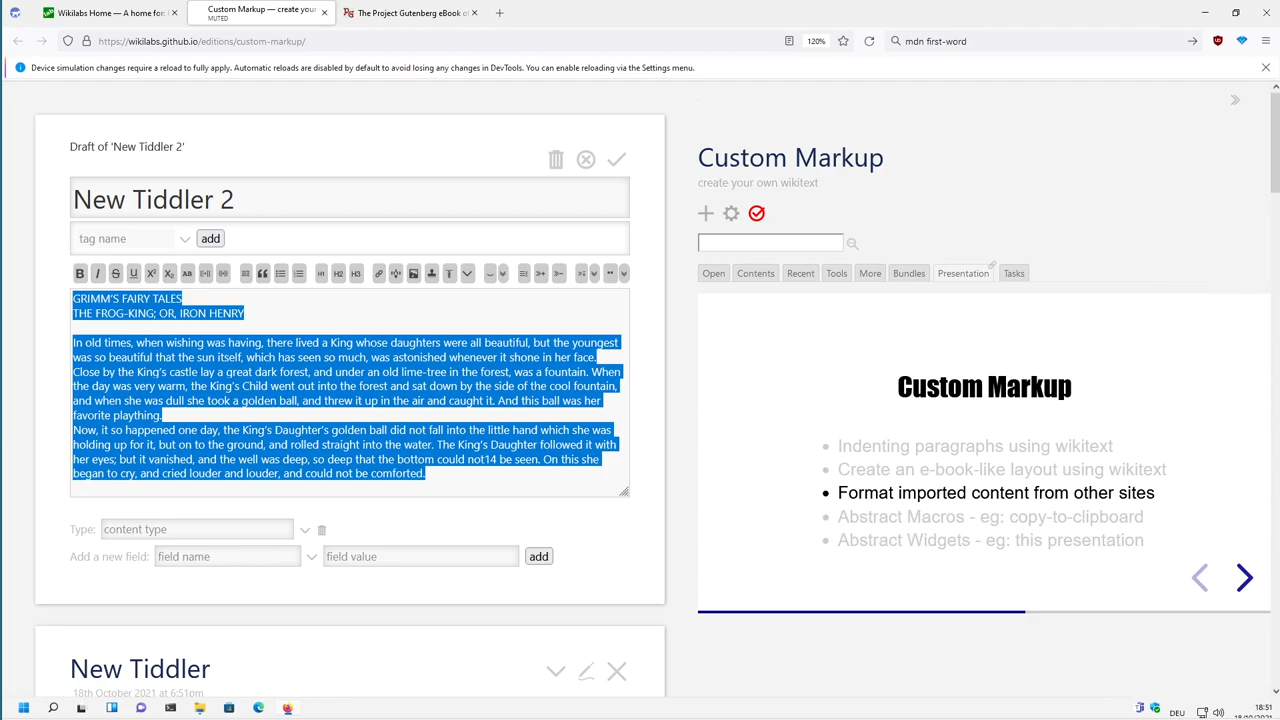 Wikilabs Home — A home for
Custom Markup — create your
MUTED
The Project Gutenberg eBook of
https://wikilabs.github.io/editions/custom-markup/
120%
mdn first-word
Device simulation changes require a reload to fully apply. Automatic reloads are disabled by default to avoid losing any changes in DevTools. You can enable reloading via the Settings menu.
Draft of 'New Tiddler 2'
New Tiddler 2
tag name
add
B I S U X² X₂ AB
H1 H2 H3
GRIMM'S FAIRY TALES
THE FROG-KING; OR, IRON HENRY
In old times, when wishing was having, there lived a King whose daughters were all beautiful, but the youngest
was so beautiful that the sun itself, which has seen so much, was astonished whenever it shone in her face.
Close by the King's castle lay a great dark forest, and under an old lime-tree in the forest, was a fountain. When
the day was very warm, the King's Child went out into the forest and sat down by the side of the cool fountain,
and when she was dull she took a golden ball, and threw it up in the air and caught it. And this ball was her
favorite plaything.
Now, it so happened one day, the King's Daughter's golden ball did not fall into the little hand which she was
holding up for it, but on to the ground, and rolled straight into the water. The King's Daughter followed it with
her eyes; but it vanished, and the well was deep, so deep that the bottom could not14 be seen. On this she
began to cry, and cried louder and louder, and could not be comforted.
Type: content type
Add a new field: field name field value add
New Tiddler
18th October 2021 at 6:51pm
Custom Markup
create your own wikitext
Open Contents Recent Tools More Bundles Presentation Tasks
Custom Markup
• Indenting paragraphs using wikitext
• Create an e-book-like layout using wikitext
• Format imported content from other sites
• Abstract Macros - eg: copy-to-clipboard
• Abstract Widgets - eg: this presentation
DEU
18:51